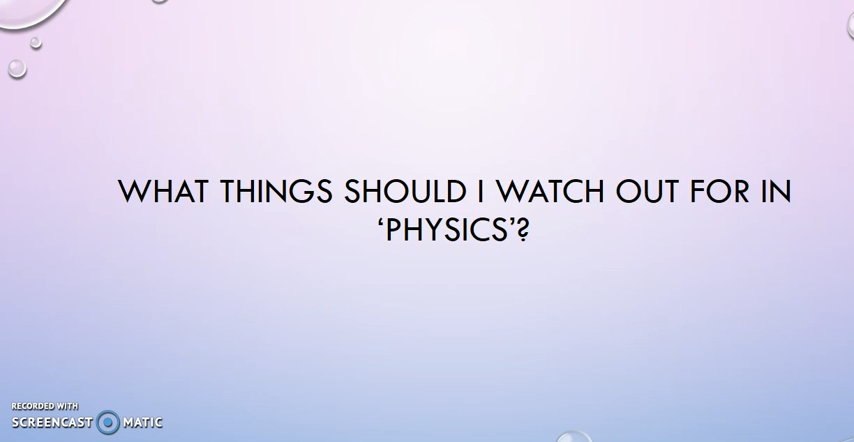 WHAT THINGS SHOULD I WATCH OUT FOR IN
‘PHYSICS’?
RECORDED WITH
SCREENCAST MATIC